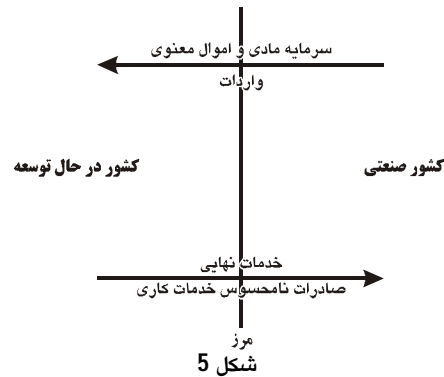 سرمایه مادی و اموال معنوی
واردات
کشور صنعتی
کشور در حال توسعه
خدمات نهایی
صادرات نامحسوس خدمات کاری
مرز
شکل 5